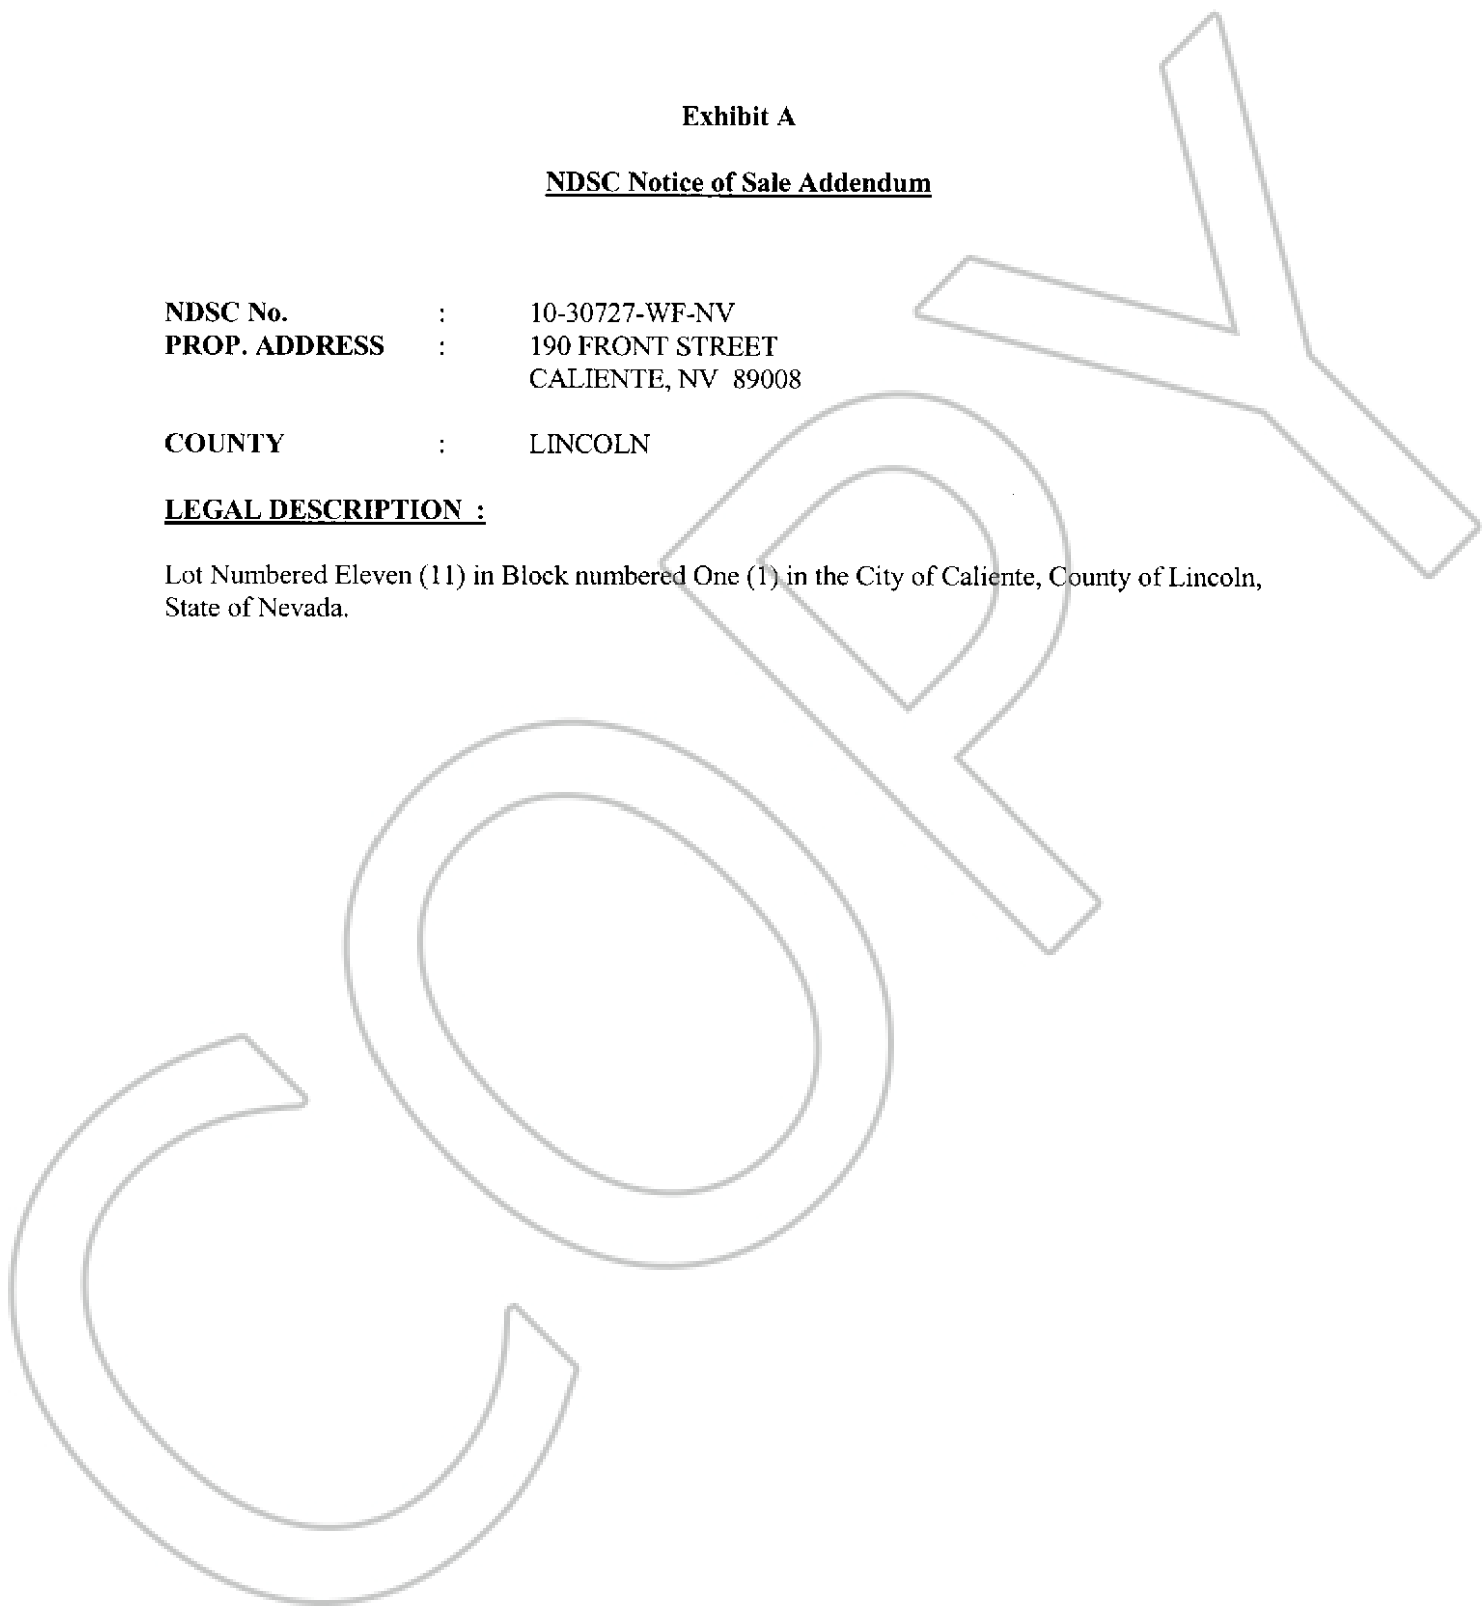 Exhibit A
NDSC Notice of Sale Addendum
NDSC No. : 10-30727-WF-NV
PROP. ADDRESS : 190 FRONT STREET
CALIENTE, NV 89008
COUNTY : LINCOLN
LEGAL DESCRIPTION :
Lot Numbered Eleven (11) in Block numbered One (1) in the City of Caliente, County of Lincoln,
State of Nevada.
COPY